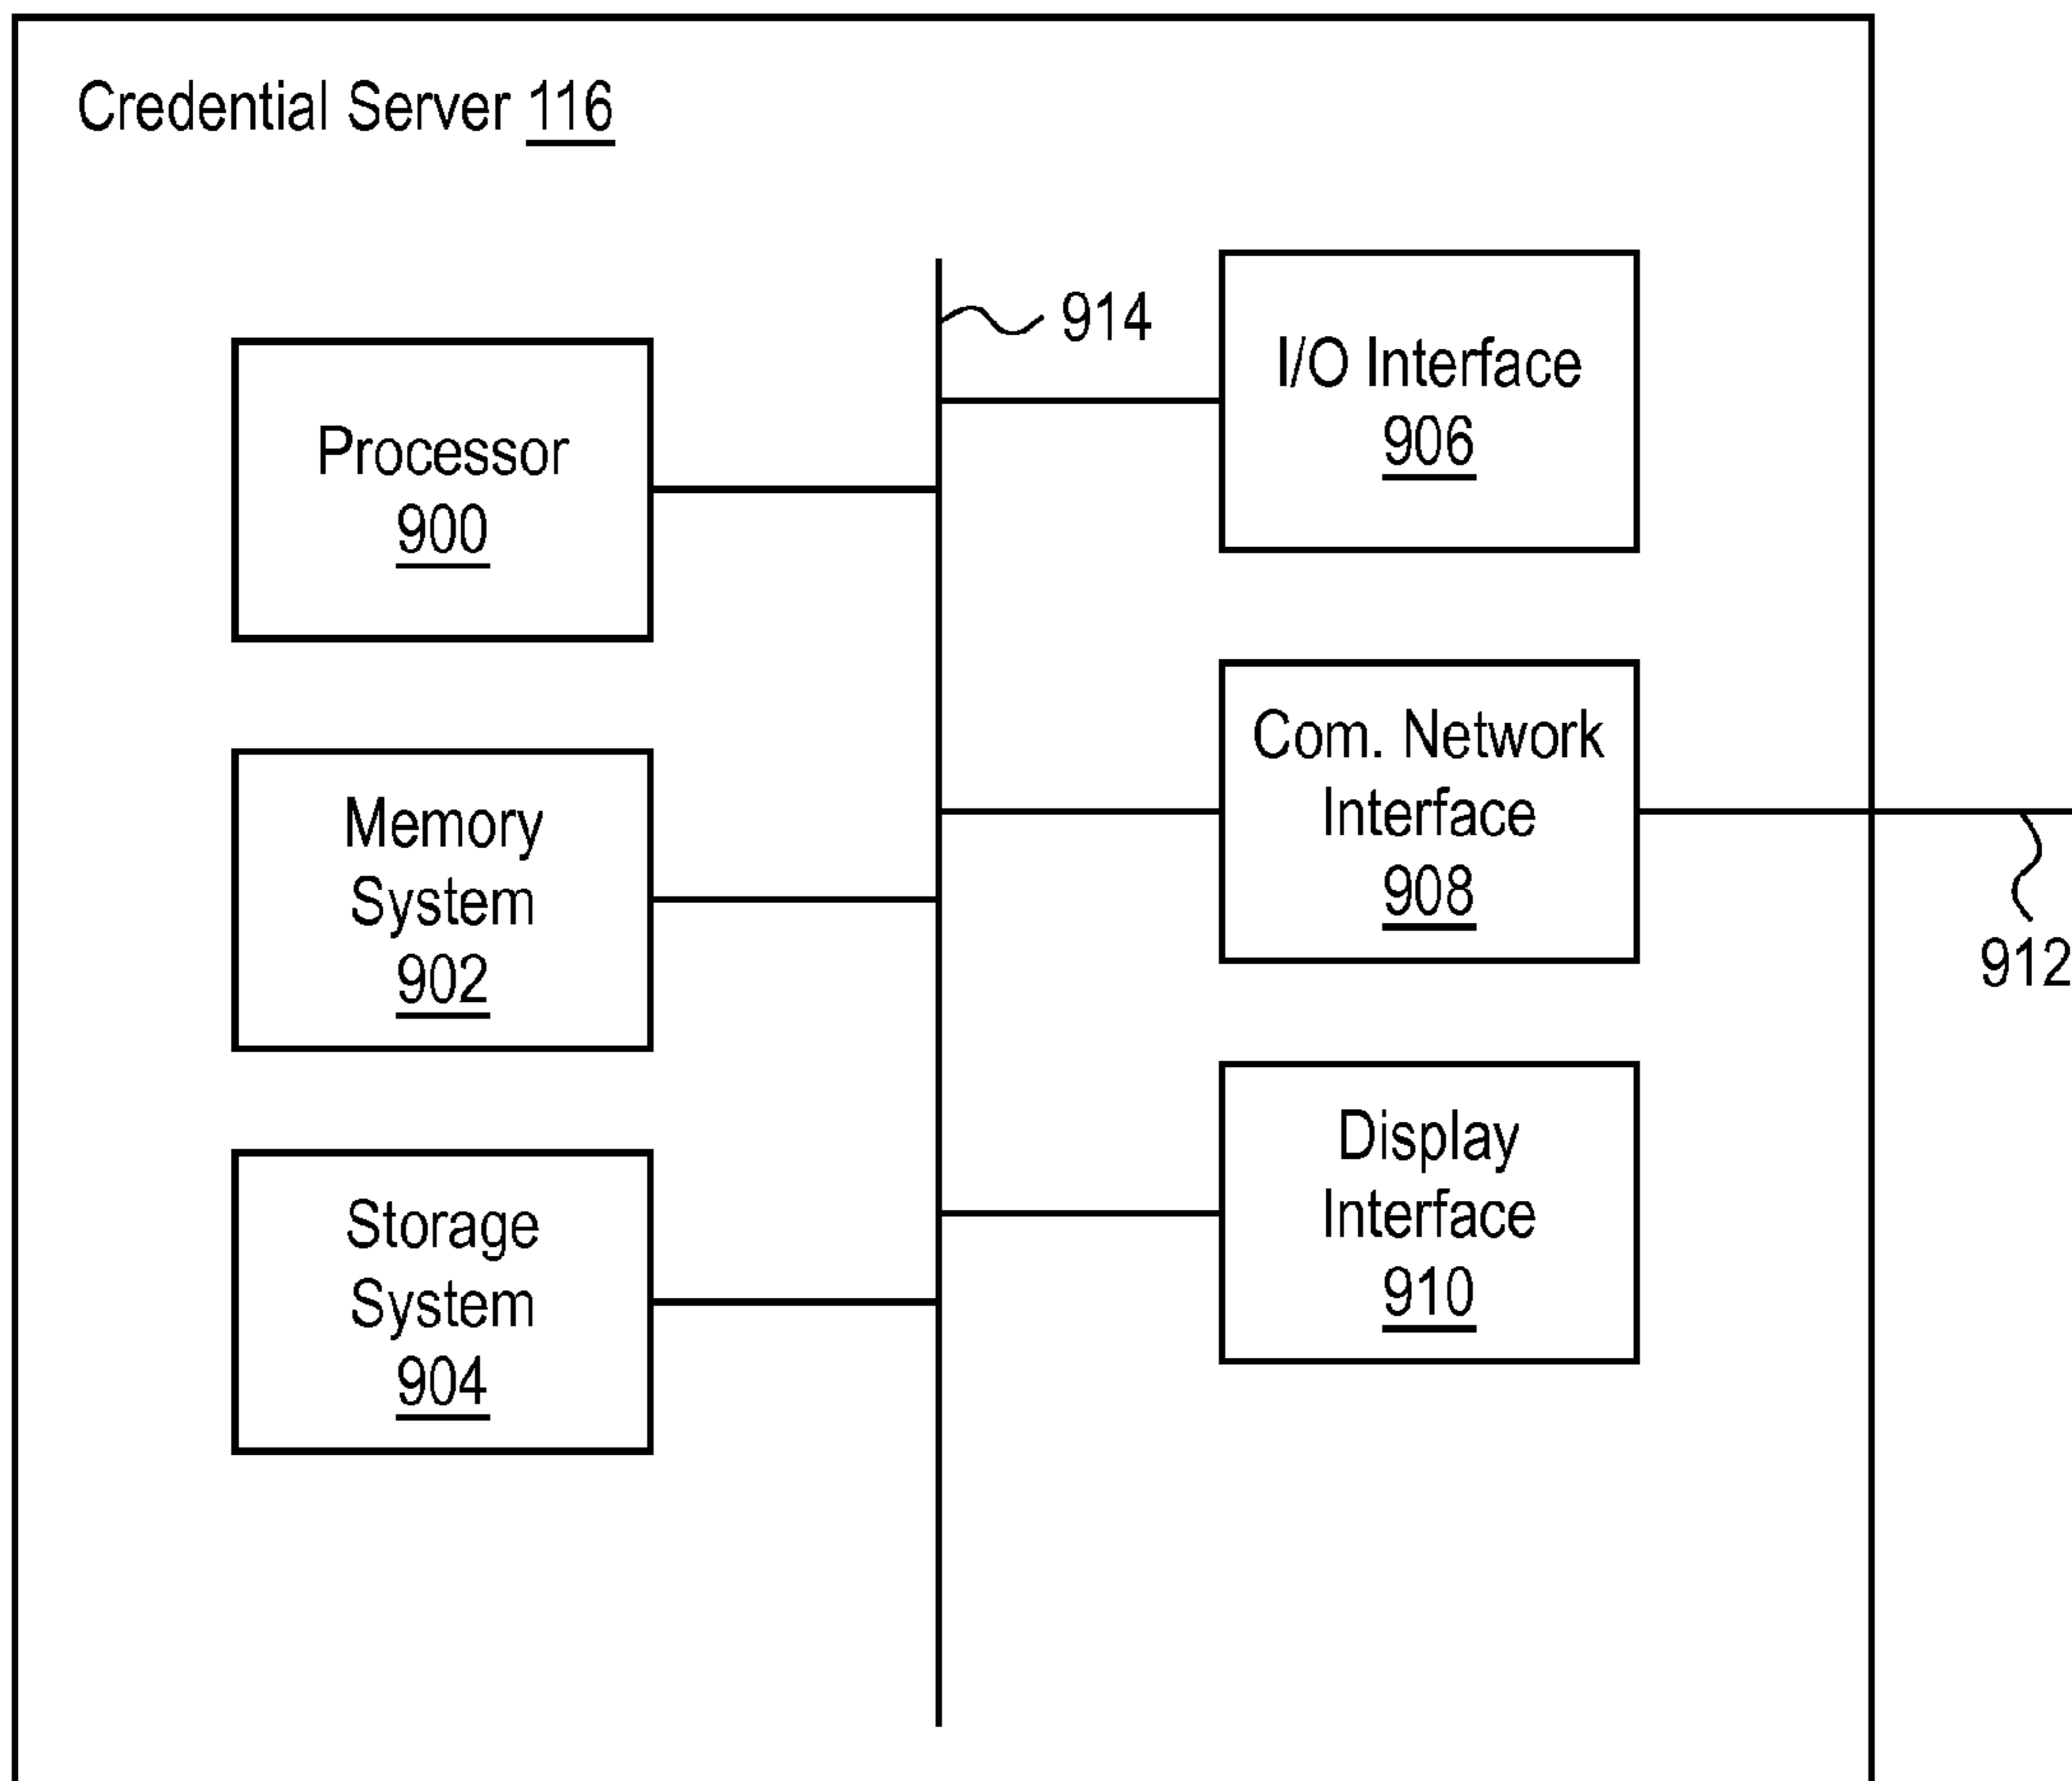 Credential Server 116
914
I/O Interface
906
Processor
900
Com. Network
Interface
908
Memory
System
902
912
Display
Interface
910
Storage
System
904